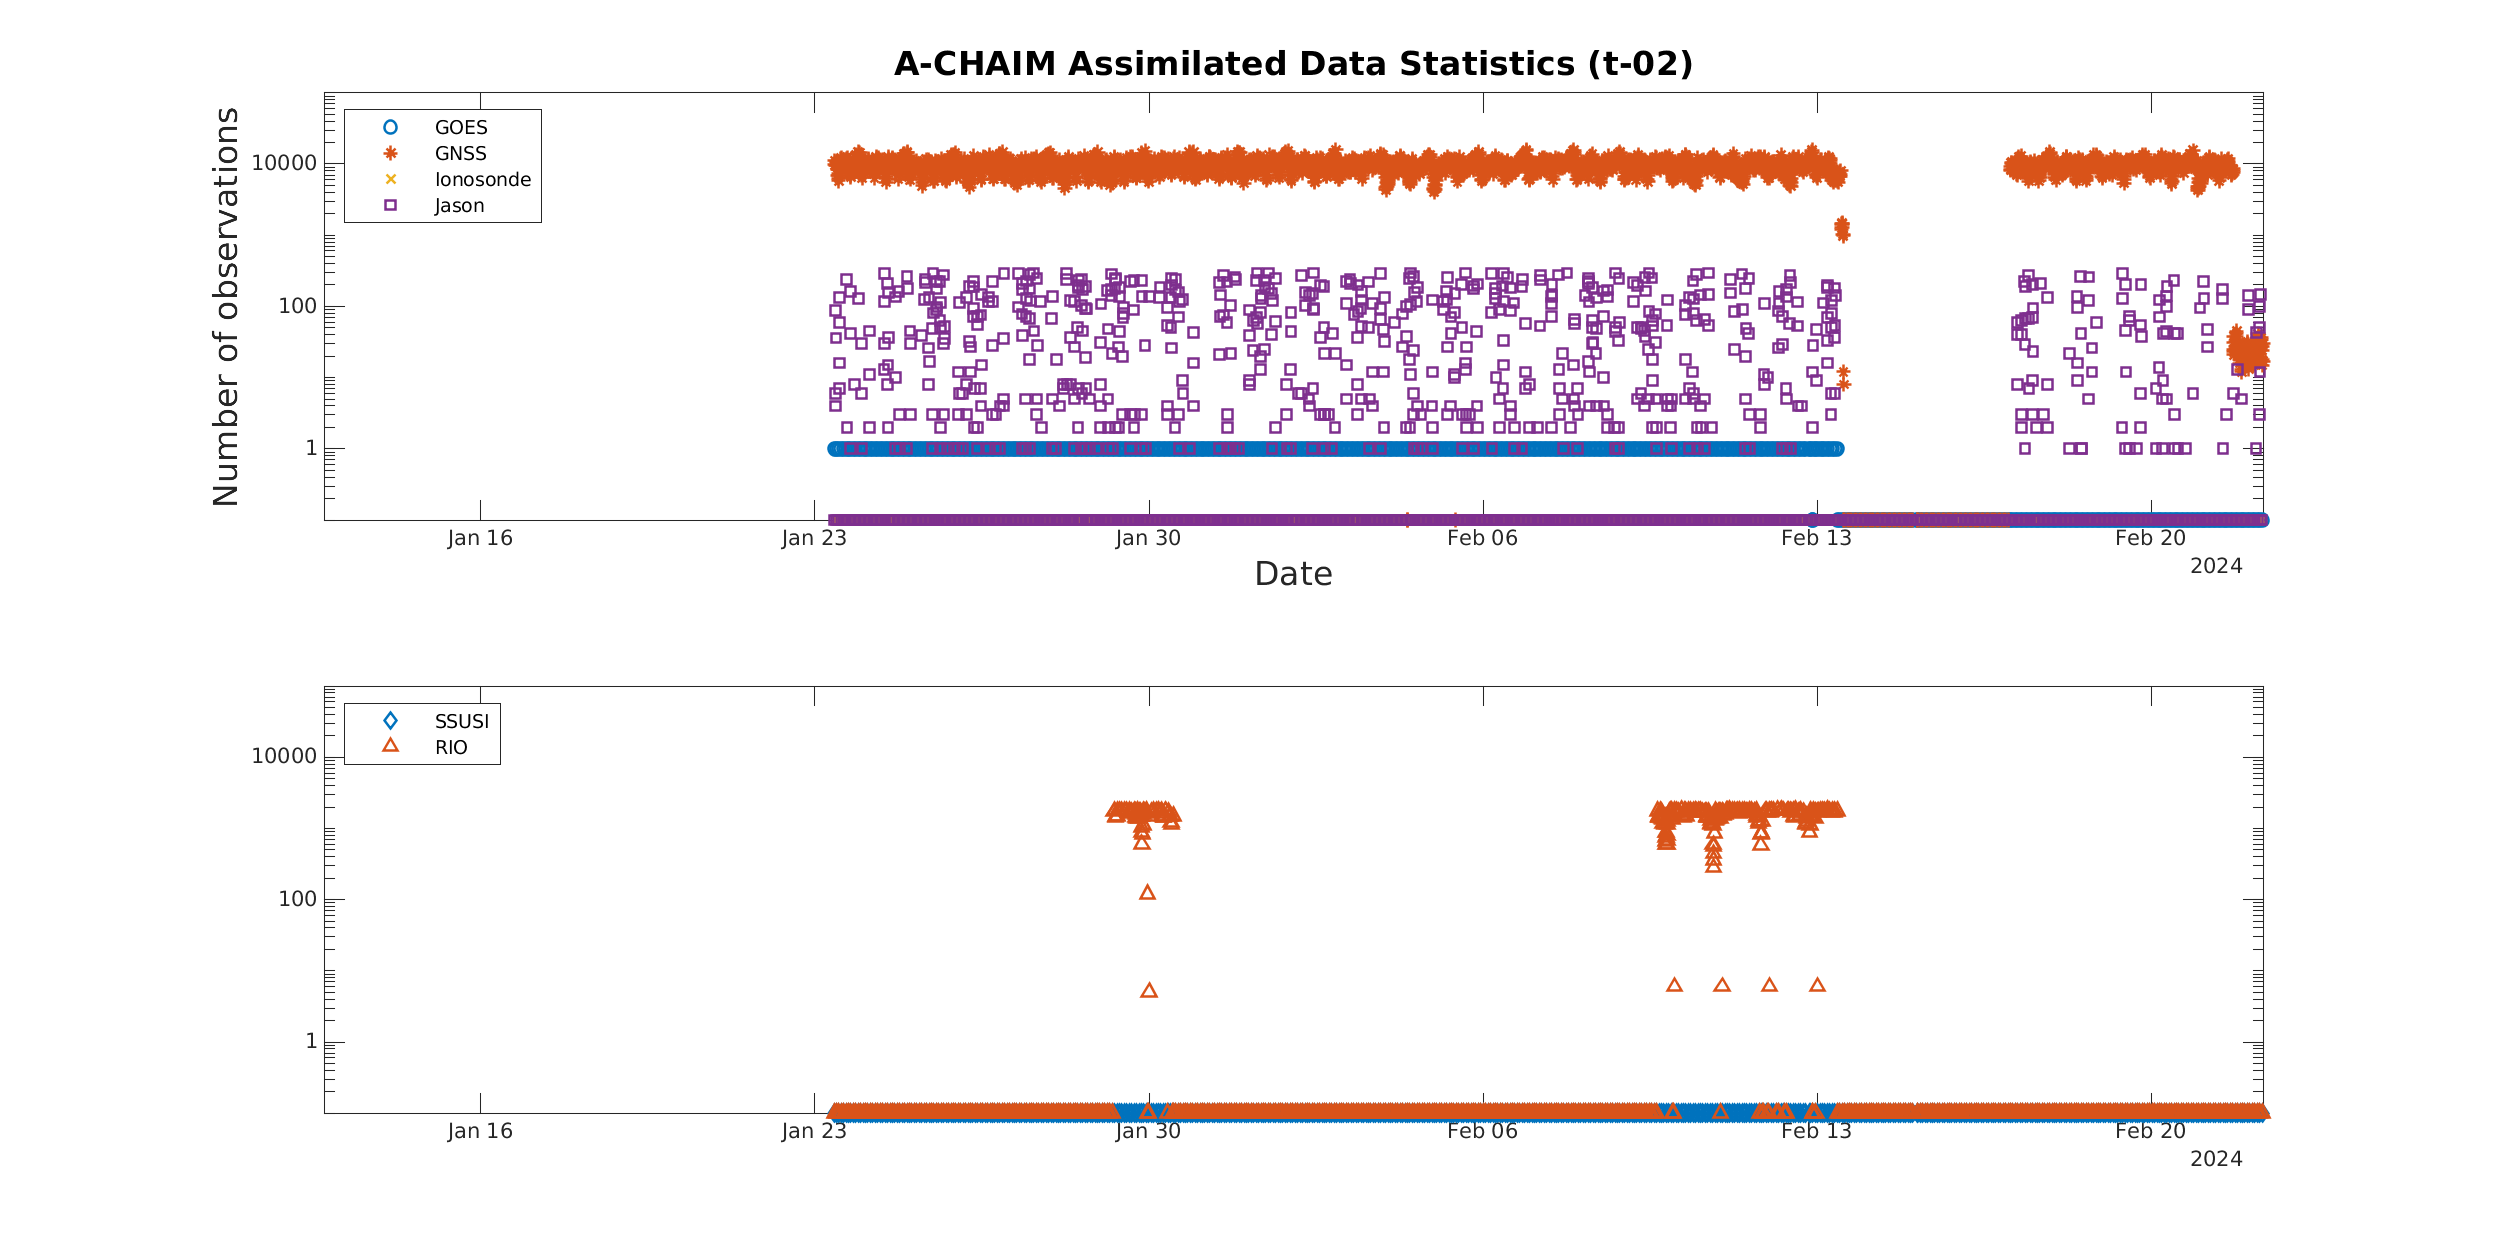 A-CHAIM Assimilated Data Statistics (t-02)
Number of observations
10000
100
1
GOES
GNSS
Ionosonde
Jason
Jan 16
Jan 23
Jan 30
Feb 06
Feb 13
Feb 20
2024
Date
10000
100
1
SSUSI
RIO
Jan 16
Jan 23
Jan 30
Feb 06
Feb 13
Feb 20
2024